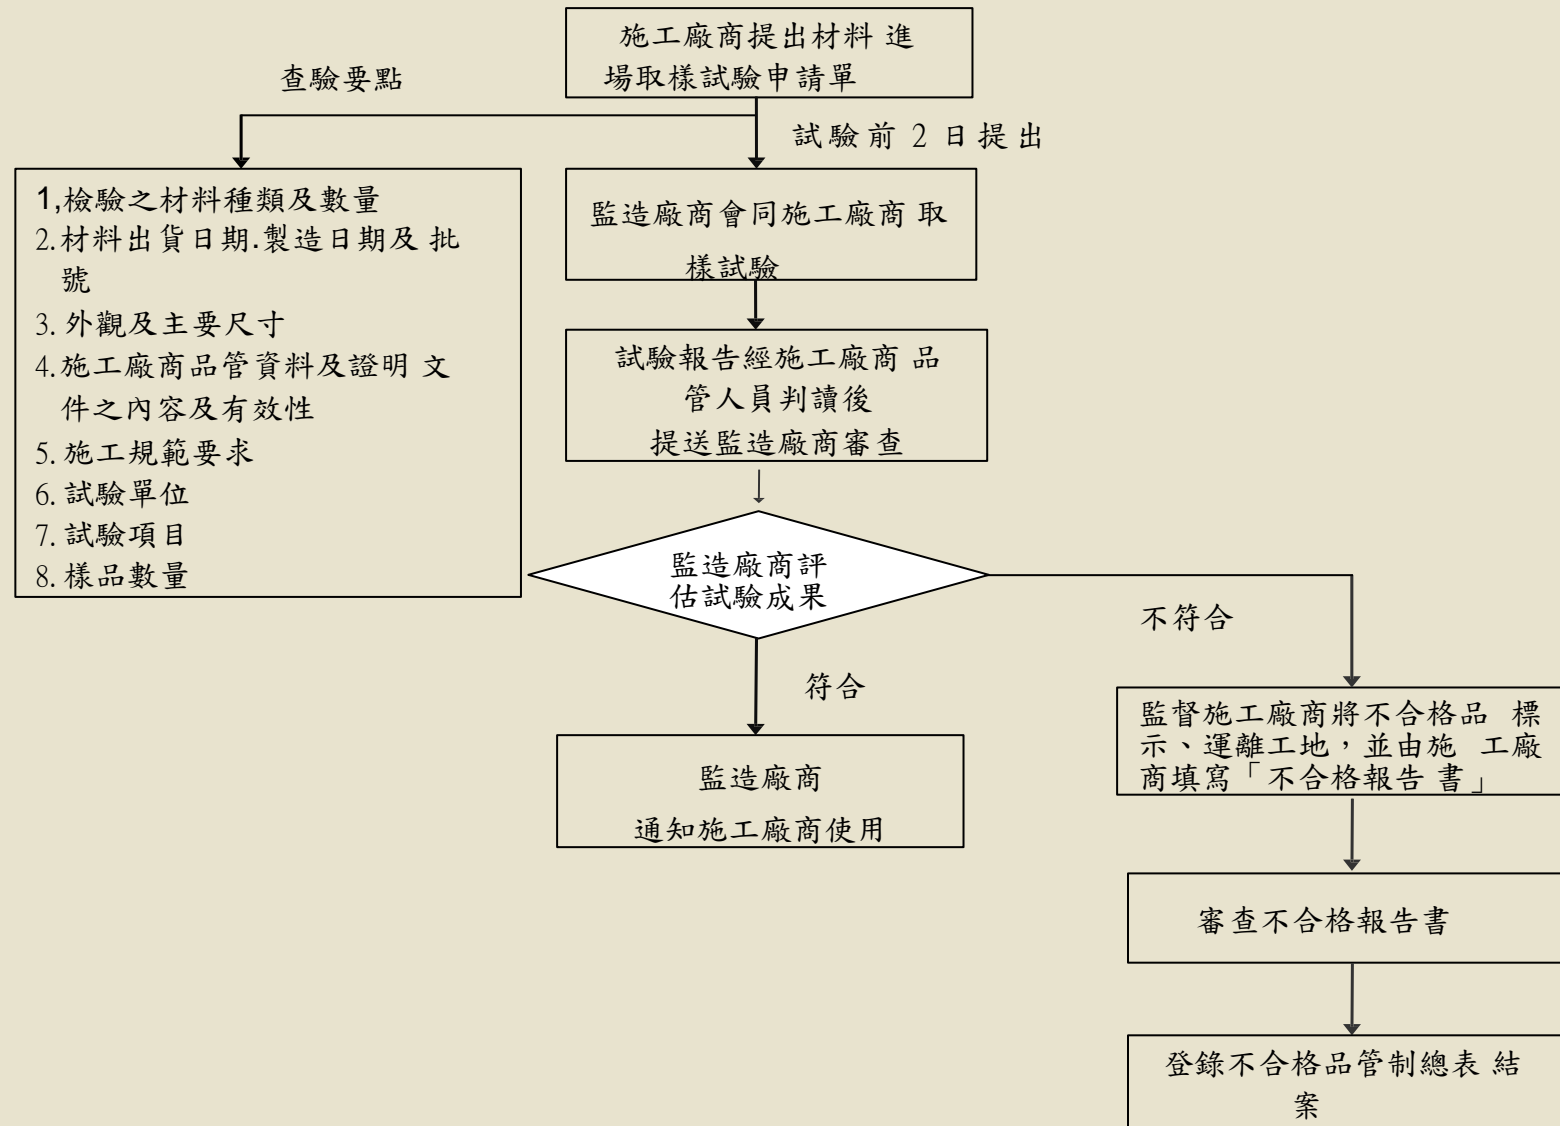 施工廠商提出材料 進
場取樣試驗申請單
查驗要點
試驗前 2 日提出
1,檢驗之材料種類及數量
2.材料出貨日期.製造日期及 批
號
3. 外觀及主要尺寸
4.施工廠商品管資料及證明 文
件之內容及有效性
5. 施工規範要求
6. 試驗單位
7. 試驗項目
8. 樣品數量
監造廠商會同施工廠商 取
樣試驗
試驗報告經施工廠商 品
管人員判讀後
提送監造廠商審查
監造廠商評
估試驗成果
不符合
符合
監造廠商
通知施工廠商使用
監督施工廠商將不合格品 標
示、運離工地，並由施 工廠
商填寫「不合格報告 書」
審查不合格報告書
登錄不合格品管制總表 結
案